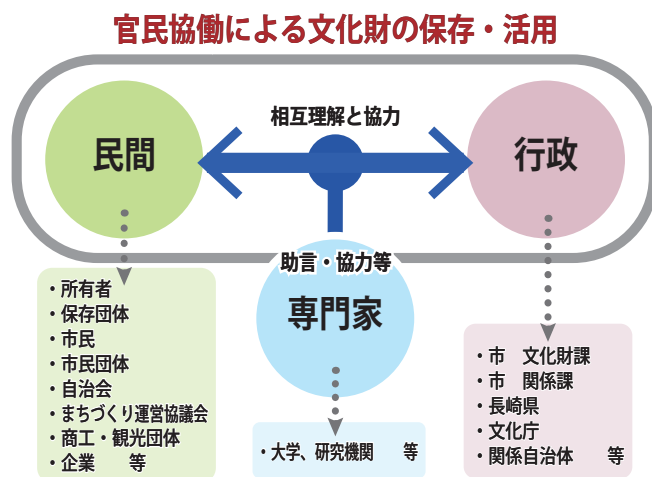 官民協働による文化財の保存・活用
相互理解と協力
民間
行政
助言・協力等
専門家
・所有者
・保存団体
・市民
・市民団体
・自治会
・まちづくり運営協議会
・商工・観光団体
・企業　　等
・大学、研究機関　　等
・市　文化財課
・市　関係課
・長崎県
・文化庁
・関係自治体　　等